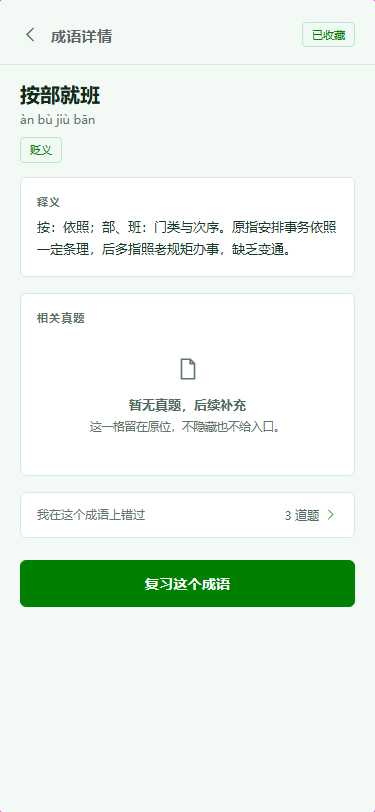 成语详情
已收藏
按部就班
àn bù jiù bān
贬义
释义
按：依照；部、班：门类与次序。原指安排事务依照
一定条理，后多指照老规矩办事，缺乏变通。
相关真题
暂无真题，后续补充
这一格留在原位，不隐藏也不给入口。
我在这个成语上错过
3 道题
复习这个成语